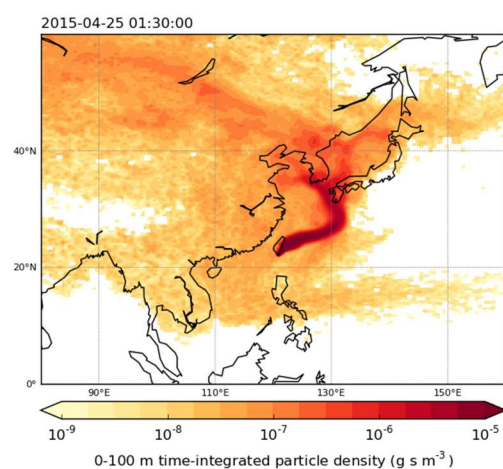 2015-04-25 01:30:00
40°N
20°N
0°
90°E 110°E 130°E 150°E
10⁻⁹ 10⁻⁸ 10⁻⁷ 10⁻⁶ 10⁻⁵
0-100 m time-integrated particle density (g s m⁻³)